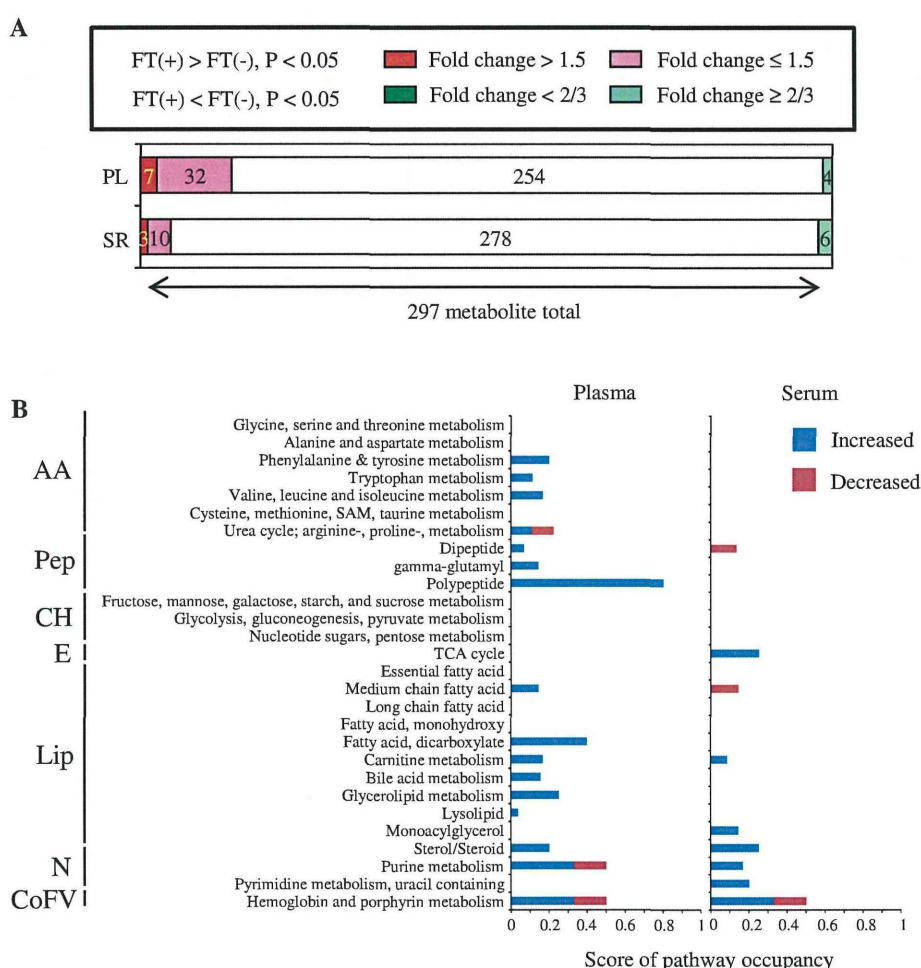 A
FT(+) > FT(-), P < 0.05
Fold change > 1.5
Fold change ≤ 1.5
FT(+) < FT(-), P < 0.05
Fold change < 2/3
Fold change ≥ 2/3
PL
7
32
254
4
SR
3
10
278
6
297 metabolite total
B
Plasma
Serum
Increased
Decreased
AA
Glycine, serine and threonine metabolism
Alanine and aspartate metabolism
Phenylalanine & tyrosine metabolism
Tryptophan metabolism
Valine, leucine and isoleucine metabolism
Cysteine, methionine, SAM, taurine metabolism
Urea cycle; arginine-, proline-, metabolism
Pep
Dipeptide
gamma-glutamyl
Polypeptide
CH
Fructose, mannose, galactose, starch, and sucrose metabolism
Glycolysis, gluconeogenesis, pyruvate metabolism
Nucleotide sugars, pentose metabolism
E
TCA cycle
Lip
Essential fatty acid
Medium chain fatty acid
Long chain fatty acid
Fatty acid, monohydroxy
Fatty acid, dicarboxylate
Carnitine metabolism
Bile acid metabolism
Glycerolipid metabolism
Lysolipid
Monoacylglycerol
Sterol/Steroid
N
Purine metabolism
Pyrimidine metabolism, uracil containing
CoFV
Hemoglobin and porphyrin metabolism
0 0.2 0.4 0.6 0.8 1
0 0.2 0.4 0.6 0.8 1
Score of pathway occupancy